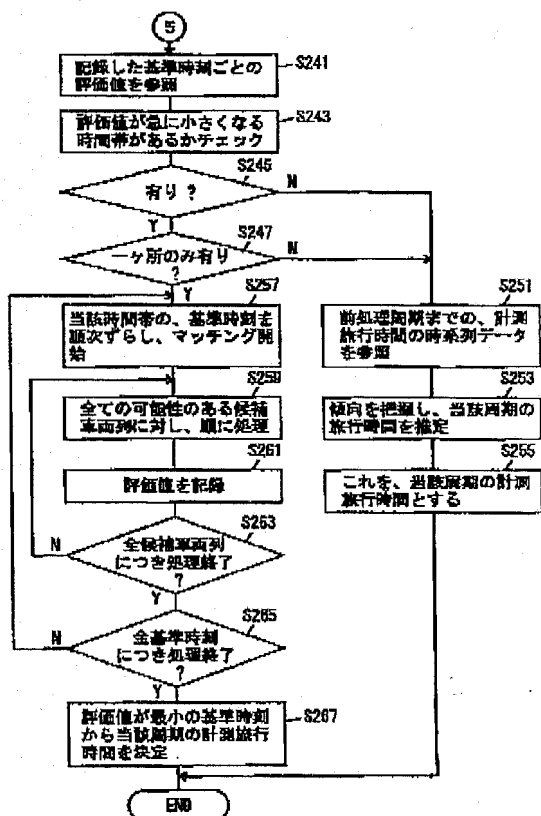 5
記録した基準時刻ごとの
評価値を参照
S241
評価値が急に小さくなる
時間帯があるかチェック
S243
有り？
S245
N
Y
一ヶ所のみ有り
？
S247
N
Y
当該時間帯の、基準時刻を
順次ずらし、マッチング開
始
S257
全ての可能性のある候補
車両列に対し、順に処理
S259
評価値を記録
S261
全候補車両列
につき処理終了
？
S263
N
Y
全基準時刻
につき処理終了
？
S265
N
Y
評価値が最小の基準時刻
から当該周期の計測旅行
時間を決定
S267
前処理周期までの、計測
旅行時間の時系列データ
を参照
S251
傾向を把握し、当該周期の
旅行時間を推定
S253
これを、当該周期の計測
旅行時間とする
S255
END